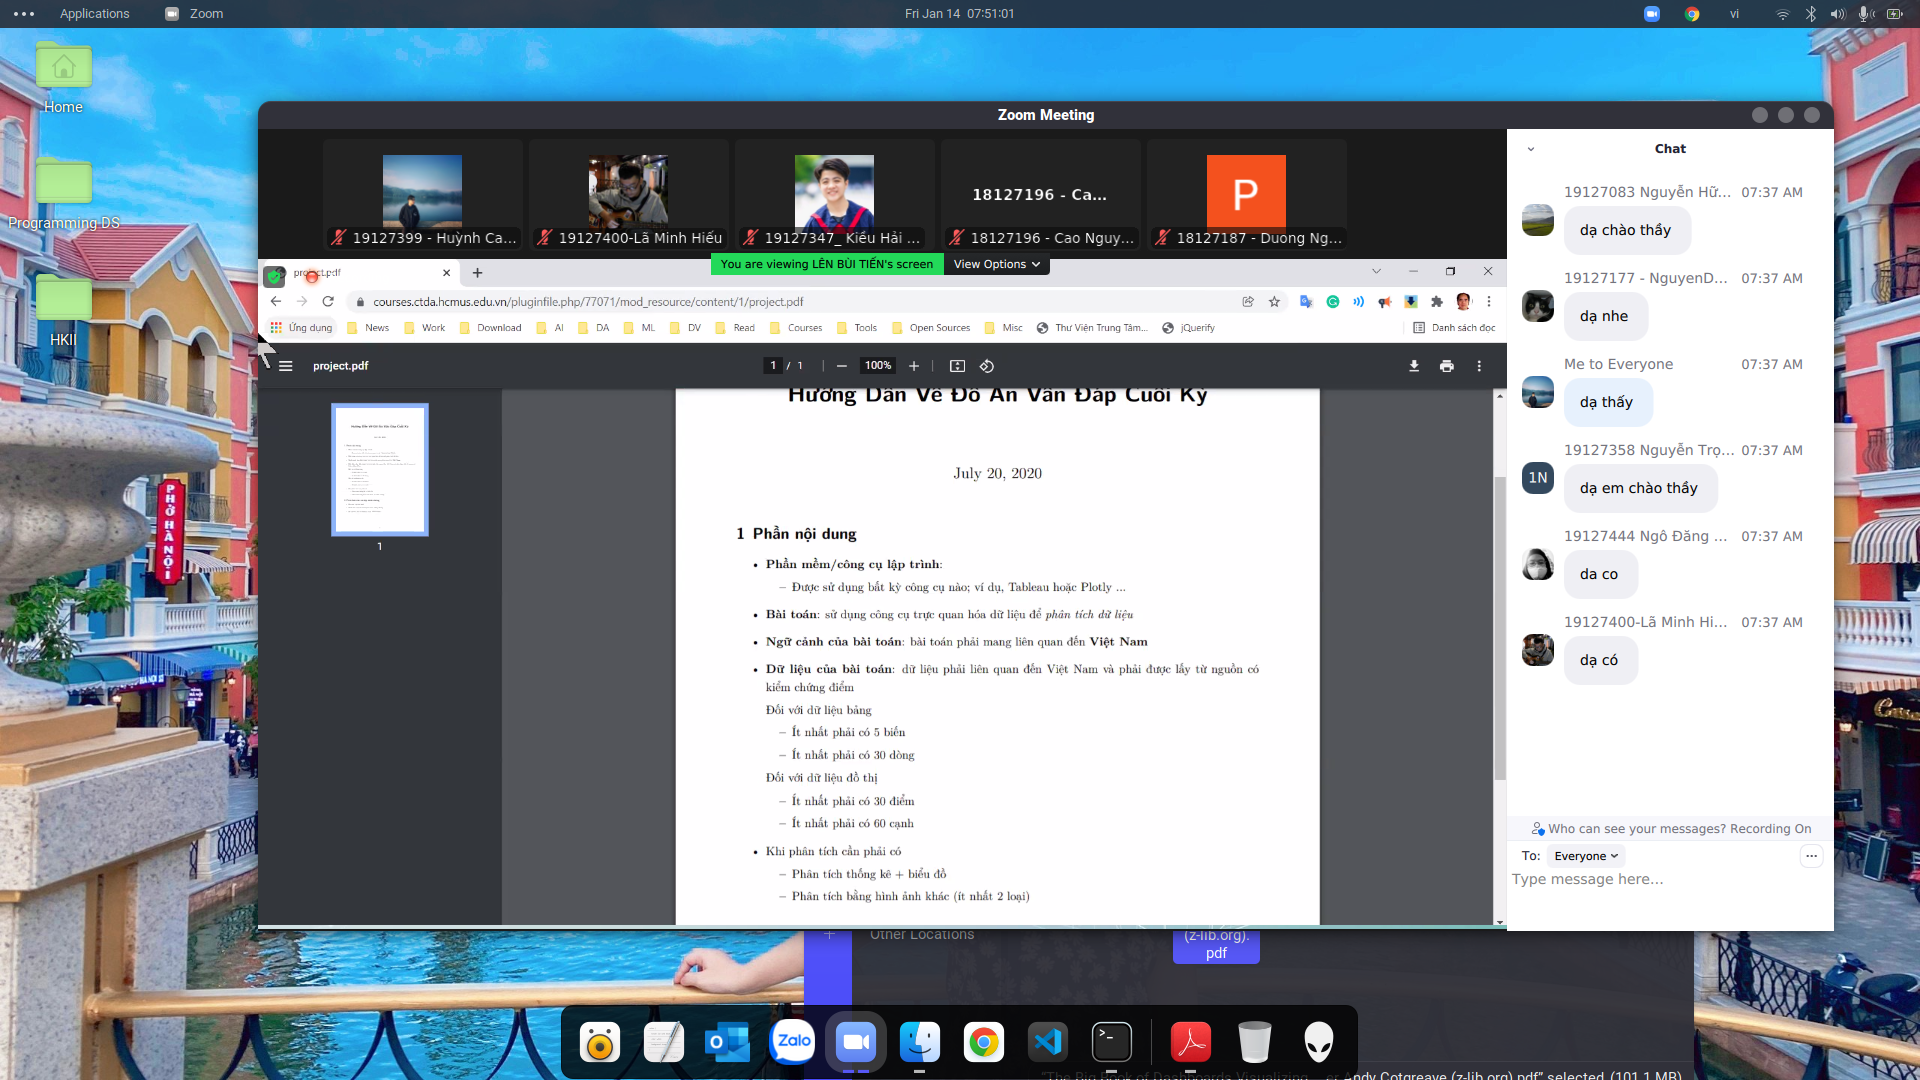 Applications
Zoom
Fri Jan 14 07:51:01
vi
Home
Programming-DS
HKII
PHỞ HÀ NỘI
Zoom Meeting
18127196 - Ca...
P
19127399 - Huỳnh Ca...
19127400-Lã Minh Hiếu
19127347_ Kiều Hải ...
18127196 - Cao Nguy...
18127187 - Duong Ng...
You are viewing LÊN BÙI TIẾN's screen
View Options
project.pdf
courses.ctda.hcmus.edu.vn/pluginfile.php/77071/mod_resource/content/1/project.pdf
Ứng dụng
News
Work
Download
AI
DA
ML
DV
Read
Courses
Tools
Open Sources
Misc
Thư Viện Trung Tâm...
jQuerify
Danh sách đọc
project.pdf
1 / 1
100%
1
Hướng Dẫn Về Đồ Án Vấn Đáp Cuối Kỳ
July 20, 2020
1 Phần nội dung
• Phần mềm/công cụ lập trình:
– Được sử dụng bất kỳ công cụ nào; ví dụ, Tableau hoặc Plotly ...
• Bài toán: sử dụng công cụ trực quan hóa dữ liệu để phân tích dữ liệu
• Ngữ cảnh của bài toán: bài toán phải mang liên quan đến Việt Nam
• Dữ liệu của bài toán: dữ liệu phải liên quan đến Việt Nam và phải được lấy từ nguồn có
kiểm chứng điểm
Đối với dữ liệu bảng
– Ít nhất phải có 5 biến
– Ít nhất phải có 30 dòng
Đối với dữ liệu đồ thị
– Ít nhất phải có 30 điểm
– Ít nhất phải có 60 cạnh
• Khi phân tích cần phải có
– Phân tích thống kê + biểu đồ
– Phân tích bằng hình ảnh khác (ít nhất 2 loại)
Chat
19127083 Nguyễn Hữ... 07:37 AM
dạ chào thầy
19127177 - NguyenD... 07:37 AM
dạ nhe
Me to Everyone 07:37 AM
dạ thấy
19127358 Nguyễn Trọ... 07:37 AM
1N
dạ em chào thầy
19127444 Ngô Đăng ... 07:37 AM
da co
19127400-Lã Minh Hi... 07:37 AM
dạ có
Who can see your messages? Recording On
To: Everyone
Type message here...
Other Locations
(z-lib.org).
pdf
Zalo
"The Big Book of Dashboards Visualizing ... er Andy Cotgreave (z-lib.org).pdf" selected (101.1 MB)